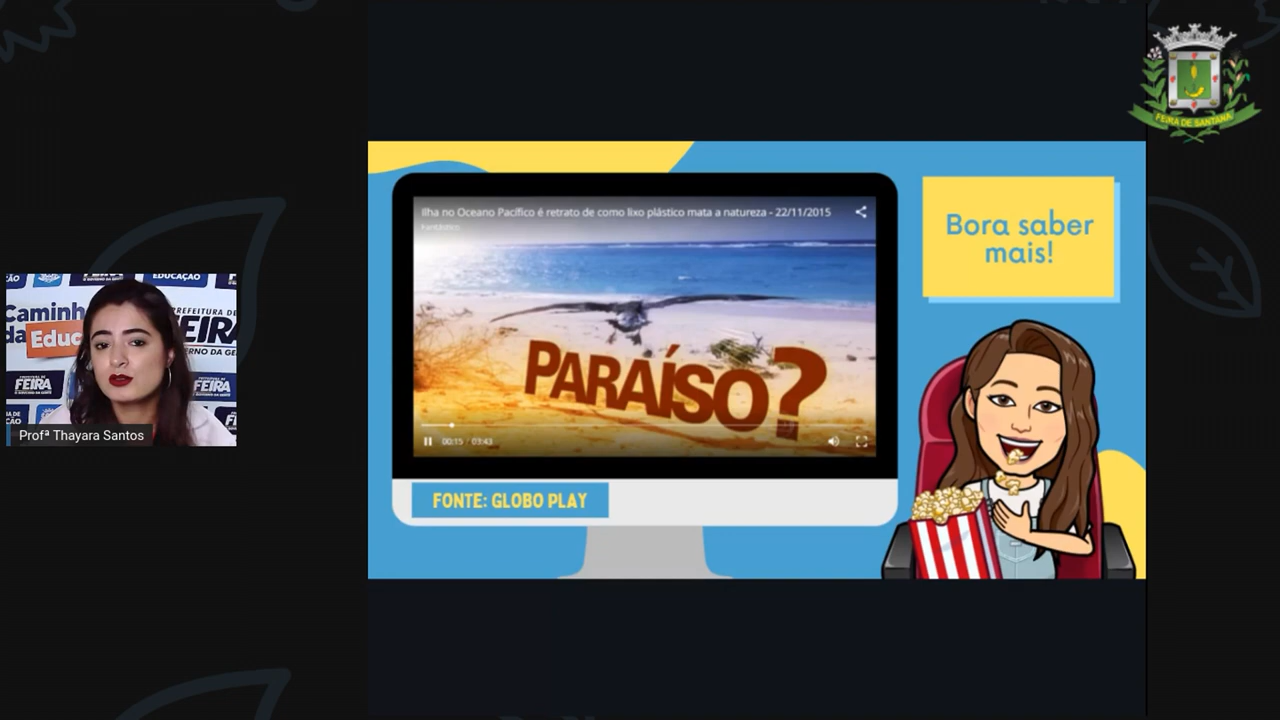 Ilha no Oceano Pacífico é retrato de como lixo plástico mata a natureza - 22/11/2015
Fantástico
PARAÍSO?
00:15 / 03:43
FONTE: GLOBO PLAY
Bora saber
mais!
FEIRA DE SANTANA
EDUCAÇÃO
Caminh
da Educ
PREFEITURA DE
FEIRA
FEIRA
Profª Thayara Santos